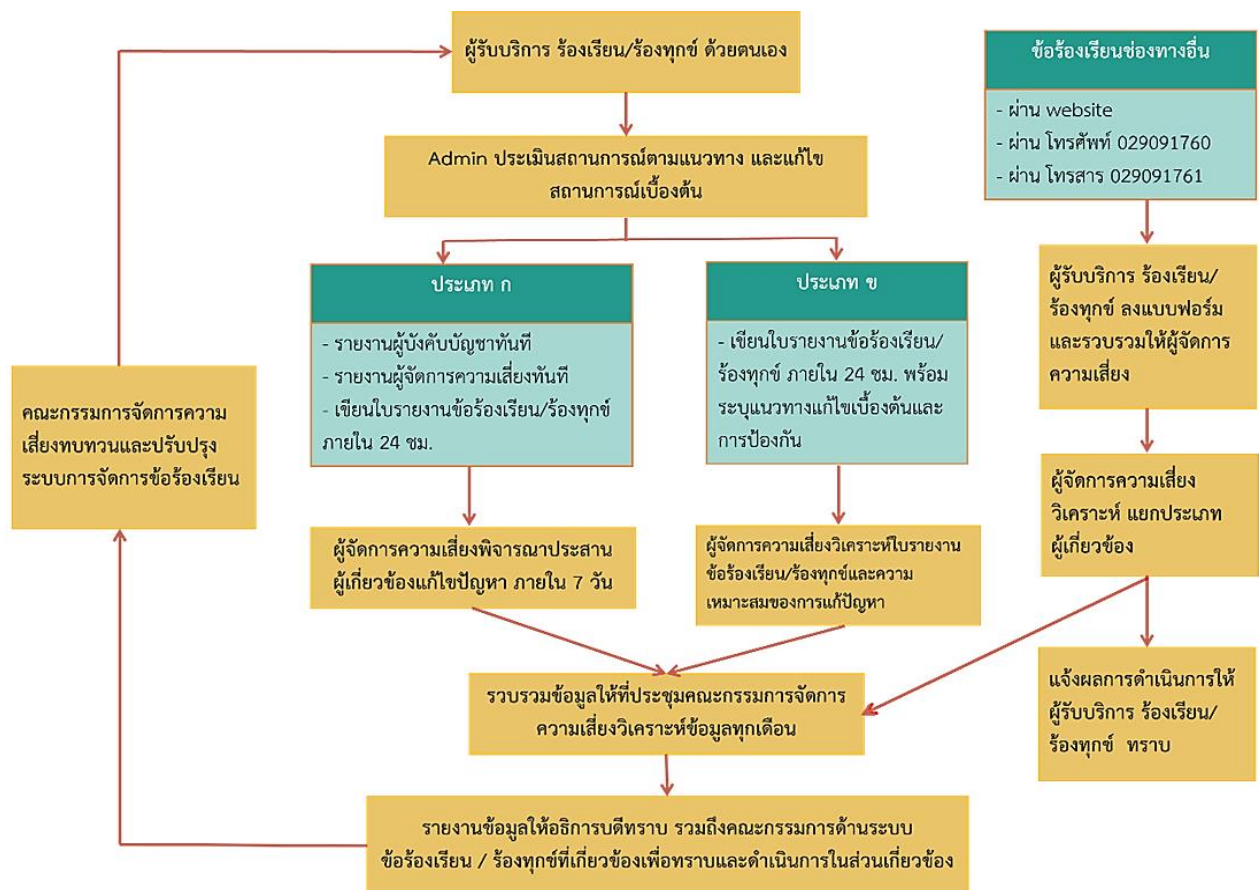 ผู้รับบริการ ร้องเรียน/ร้องทุกข์ ด้วยตนเอง
ข้อร้องเรียนช่องทางอื่น
- ผ่าน website
- ผ่าน โทรศัพท์ 029091760
- ผ่าน โทรสาร 029091761
Admin ประเมินสถานการณ์ตามแนวทาง และแก้ไข
สถานการณ์เบื้องต้น
ประเภท ก
- รายงานผู้บังคับบัญชาทันที
- รายงานผู้จัดการความเสี่ยงทันที
- เขียนใบรายงานข้อร้องเรียน/ร้องทุกข์
ภายใน 24 ชม.
ประเภท ข
- เขียนใบรายงานข้อร้องเรียน/
ร้องทุกข์ ภายใน 24 ชม. พร้อม
ระบุแนวทางแก้ไขเบื้องต้นและ
การป้องกัน
ผู้รับบริการ ร้องเรียน/
ร้องทุกข์ ลงแบบฟอร์ม
และรวบรวมให้ผู้จัดการ
ความเสี่ยง
คณะกรรมการจัดการความ
เสี่ยงทบทวนและปรับปรุง
ระบบการจัดการข้อร้องเรียน
ผู้จัดการความเสี่ยง
วิเคราะห์ แยกประเภท
ผู้เกี่ยวข้อง
ผู้จัดการความเสี่ยงพิจารณาประสาน
ผู้เกี่ยวข้องแก้ไขปัญหา ภายใน 7 วัน
ผู้จัดการความเสี่ยงวิเคราะห์ใบรายงาน
ข้อร้องเรียน/ร้องทุกข์และความ
เหมาะสมของการแก้ปัญหา
รวบรวมข้อมูลให้ที่ประชุมคณะกรรมการจัดการ
ความเสี่ยงวิเคราะห์ข้อมูลทุกเดือน
แจ้งผลการดำเนินการให้
ผู้รับบริการ ร้องเรียน/
ร้องทุกข์ ทราบ
รายงานข้อมูลให้อธิการบดีทราบ รวมถึงคณะกรรมการด้านระบบ
ข้อร้องเรียน / ร้องทุกข์ที่เกี่ยวข้องเพื่อทราบและดำเนินการในส่วนเกี่ยวข้อง